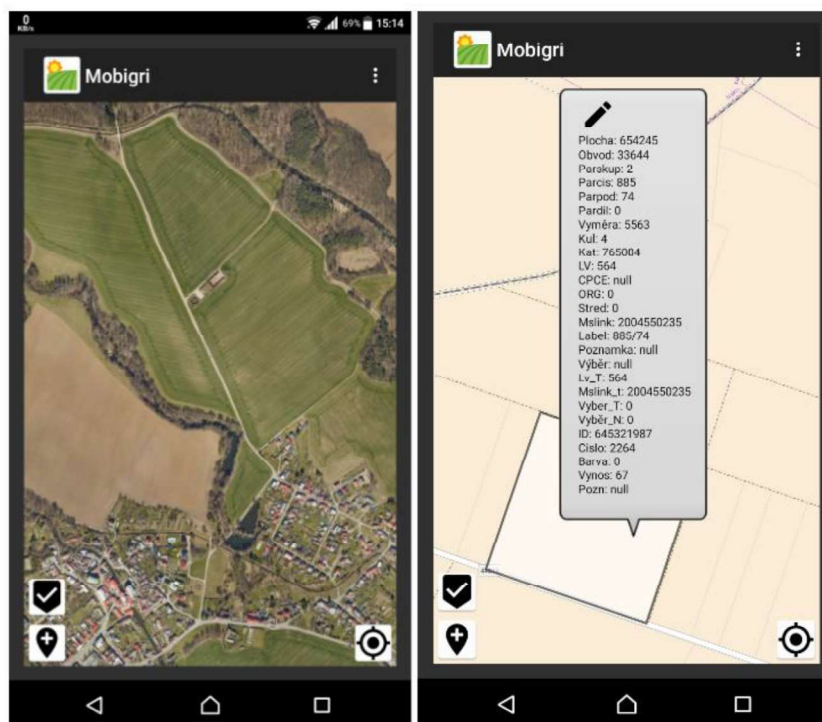 0
KB/s
69% 15:14
Mobigri
Mobigri
Plocha: 654245
Obvod: 33644
Parskup: 2
Parcis: 885
Parpod: 74
Pardil: 0
Vyměra: 5563
Kul: 4
Kat: 765004
LV: 564
CPCE: null
ORG: 0
Stred: 0
Mslink: 2004550235
Label: 885/74
Poznamka: null
Výběr: null
Lv_T: 564
Mslink_t: 2004550235
Vyber_T: 0
Vyběr_N: 0
ID: 645321987
Cislo: 2264
Barva: 0
Vynos: 67
Pozn: null